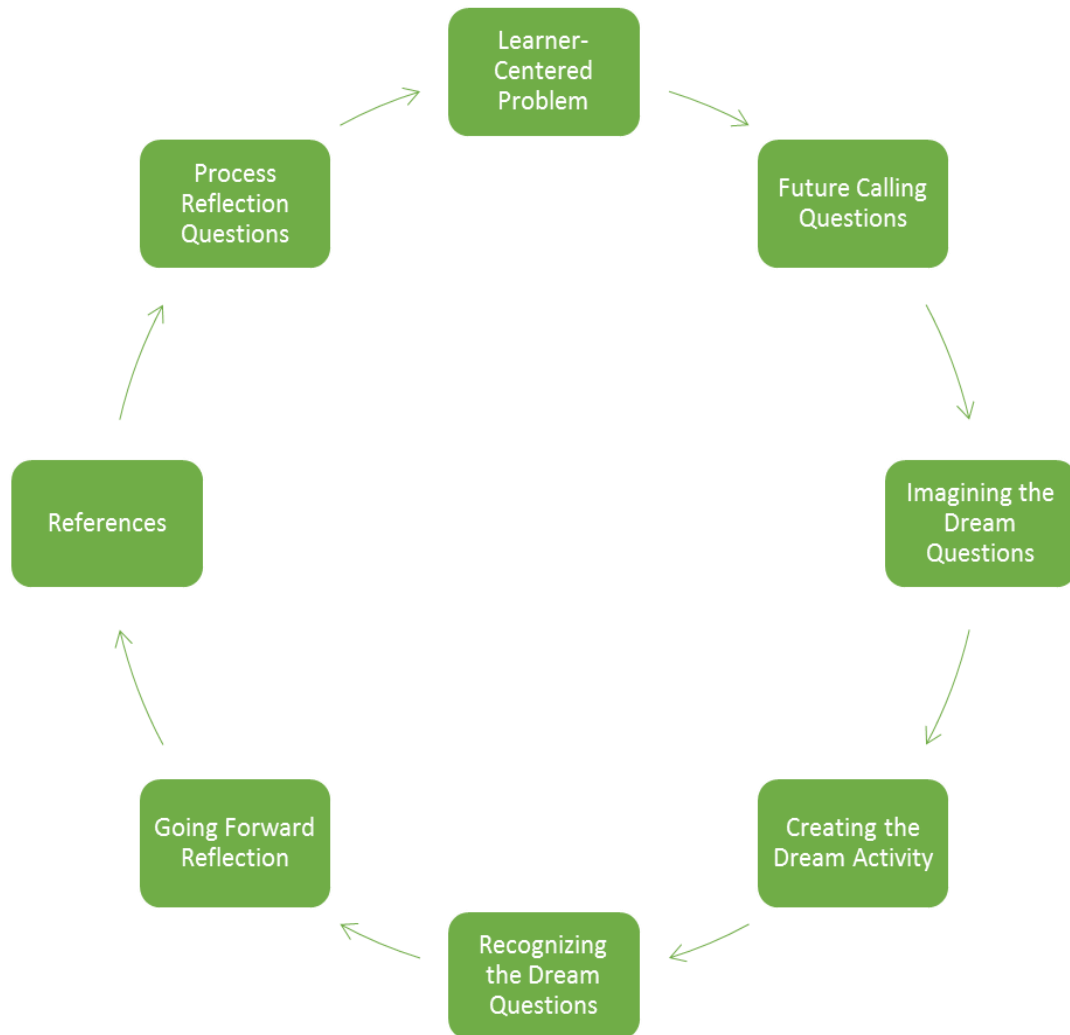 Learner-
Centered
Problem
Future Calling
Questions
Imagining the
Dream
Questions
Creating the
Dream Activity
Recognizing
the Dream
Questions
Going Forward
Reflection
References
Process
Reflection
Questions